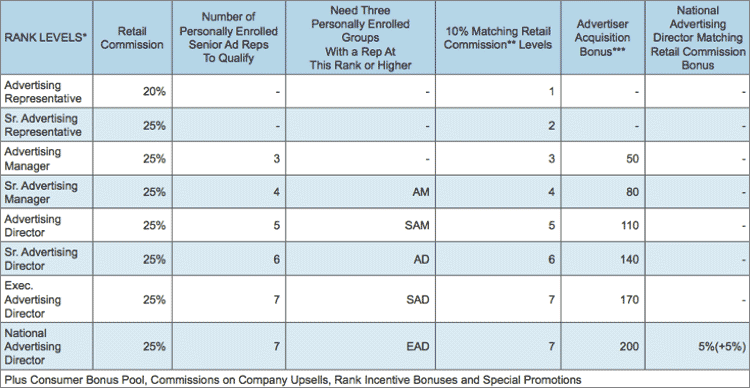 RANK LEVELS*
Retail
Commission
Number of
Personally Enrolled
Senior Ad Reps
To Qualify
Need Three
Personally Enrolled
Groups
With a Rep At
This Rank or Higher
10% Matching Retail
Commission** Levels
Advertiser
Acquisition
Bonus***
National
Advertising
Director Matching
Retail Commission
Bonus
Advertising
Representative
20% - - 1 - -
Sr. Advertising
Representative
25% - - 2 - -
Advertising
Manager
25% 3 - 3 50 -
Sr. Advertising
Manager
25% 4 AM 4 80 -
Advertising
Director
25% 5 SAM 5 110 -
Sr. Advertising
Director
25% 6 AD 6 140 -
Exec.
Advertising
Director
25% 7 SAD 7 170 -
National
Advertising
Director
25% 7 EAD 7 200 5%(+5%)
Plus Consumer Bonus Pool, Commissions on Company Upsells, Rank Incentive Bonuses and Special Promotions